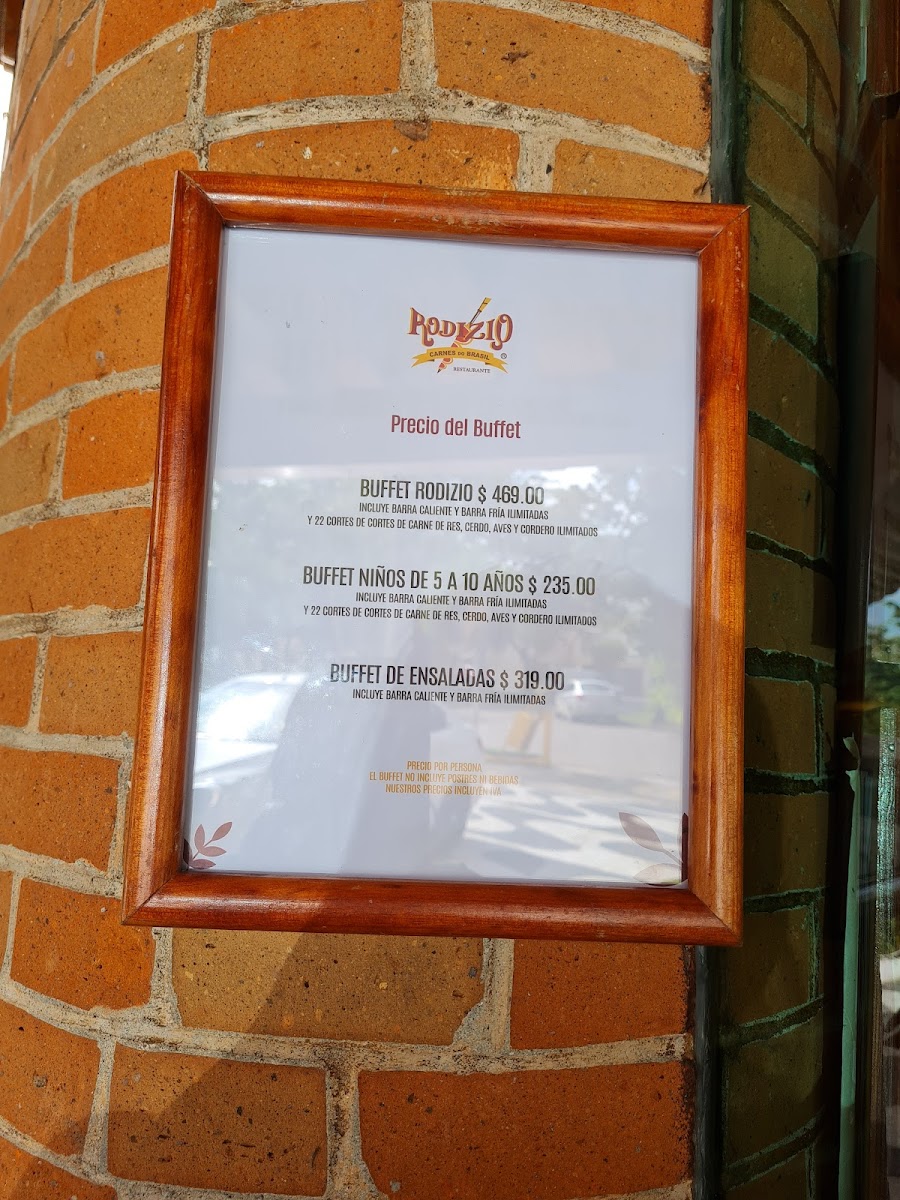 RODIZIO
CARNES DO BRASIL
RESTAURANTE
Precio del Buffet
BUFFET RODIZIO $ 469.00
INCLUYE BARRA CALIENTE Y BARRA FRÍA ILIMITADAS
Y 22 CORTES DE CORTES DE CARNE DE RES, CERDO, AVES Y CORDERO ILIMITADOS
BUFFET NIÑOS DE 5 A 10 AÑOS $ 235.00
INCLUYE BARRA CALIENTE Y BARRA FRÍA ILIMITADAS
Y 22 CORTES DE CORTES DE CARNE DE RES, CERDO, AVES Y CORDERO ILIMITADOS
BUFFET DE ENSALADAS $ 319.00
INCLUYE BARRA CALIENTE Y BARRA FRÍA ILIMITADAS
PRECIO POR PERSONA
EL BUFFET NO INCLUYE POSTRES NI BEBIDAS
NUESTROS PRECIOS INCLUYEN IVA